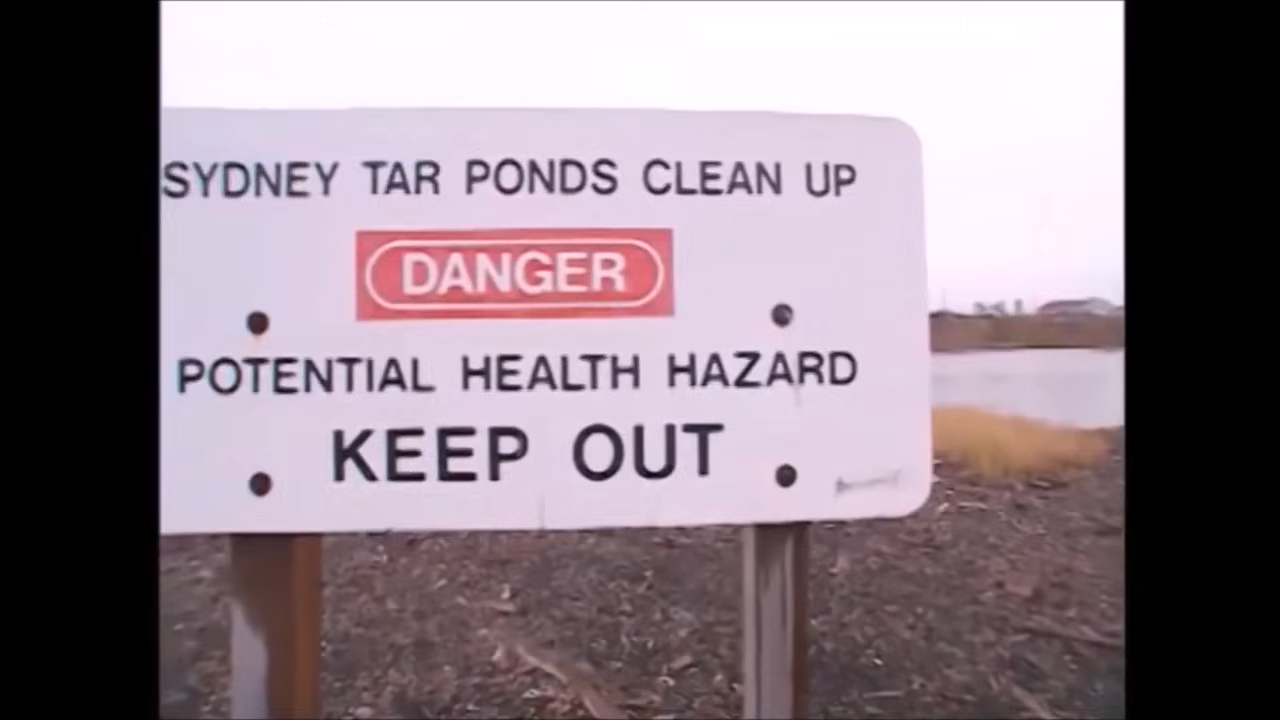 SYDNEY TAR PONDS CLEAN UP
DANGER
POTENTIAL HEALTH HAZARD
KEEP OUT